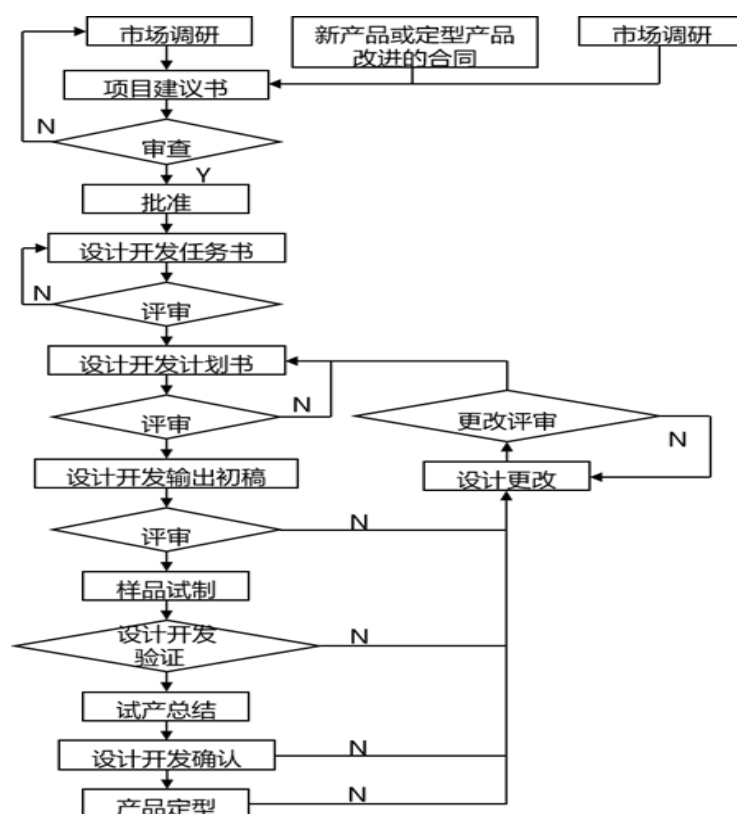 市场调研
新产品或定型产品
改进的合同
市场调研
项目建议书
N
审查
Y
批准
设计开发任务书
N
评审
设计开发计划书
评审
N
更改评审
N
设计开发输出初稿
设计更改
评审
N
样品试制
设计开发
验证
N
试产总结
设计开发确认
N
产品定型
N